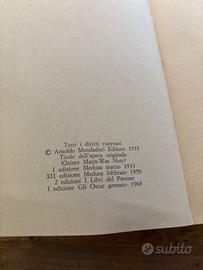 Tutti i diritti riservati
© Arnoldo Mondadori Editore 1933
Titolo dell'opera originale
Kleiner Mann-Was Nun?
I edizione Medusa marzo 1933
XII edizione Medusa febbraio 1950
2 edizioni I Libri del Pavone
I edizione Gli Oscar gennaio 1968
subito